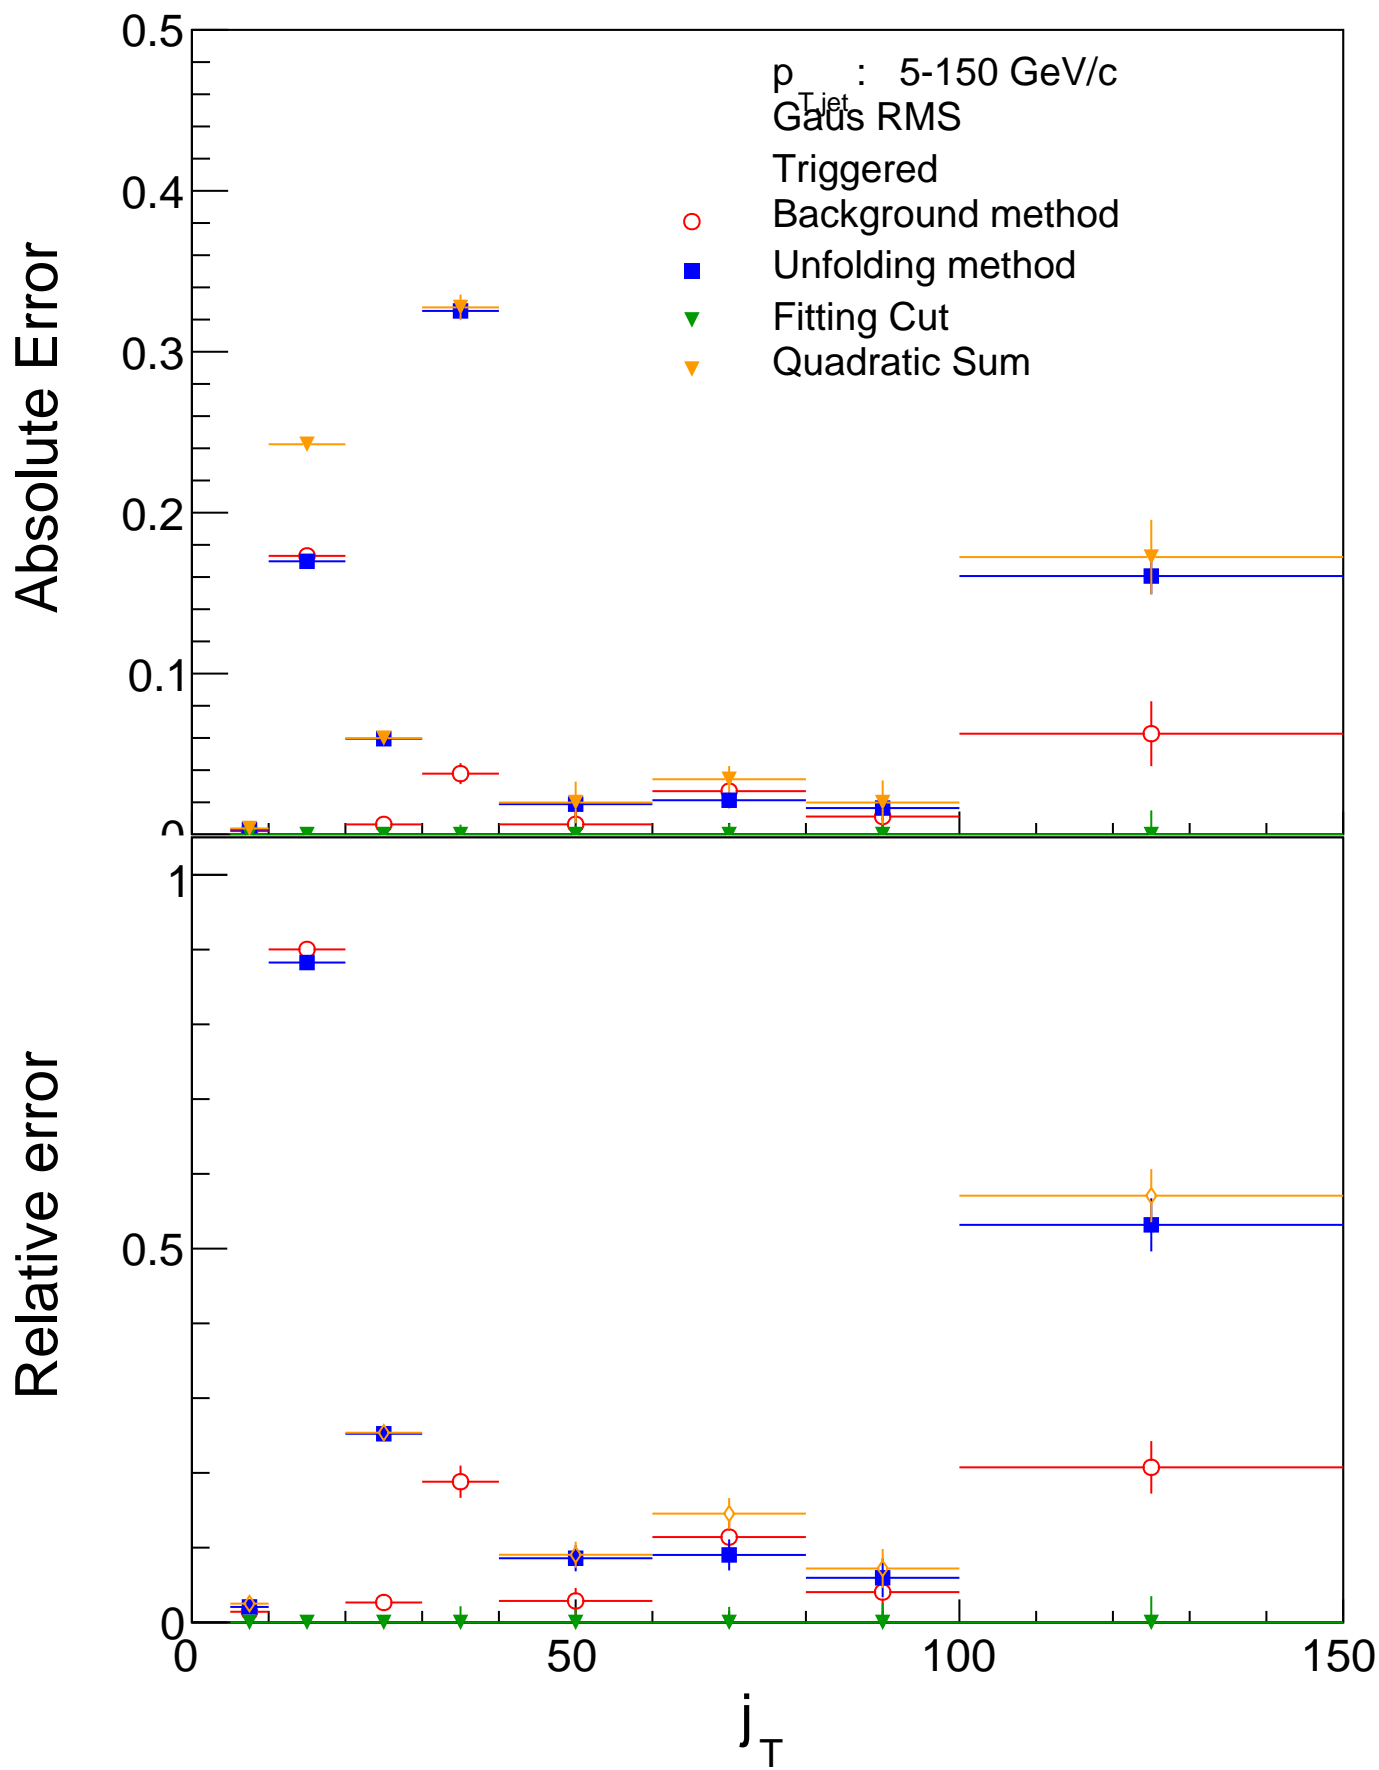 0.5
p T,jet : 5-150 GeV/c
Gaus RMS
Triggered
0.4
Background method
Unfolding method
Fitting Cut
0.3
Quadratic Sum
0.2
0.1
0
Absolute Error
1
0.5
0
Relative error
0 50 100 150
j T